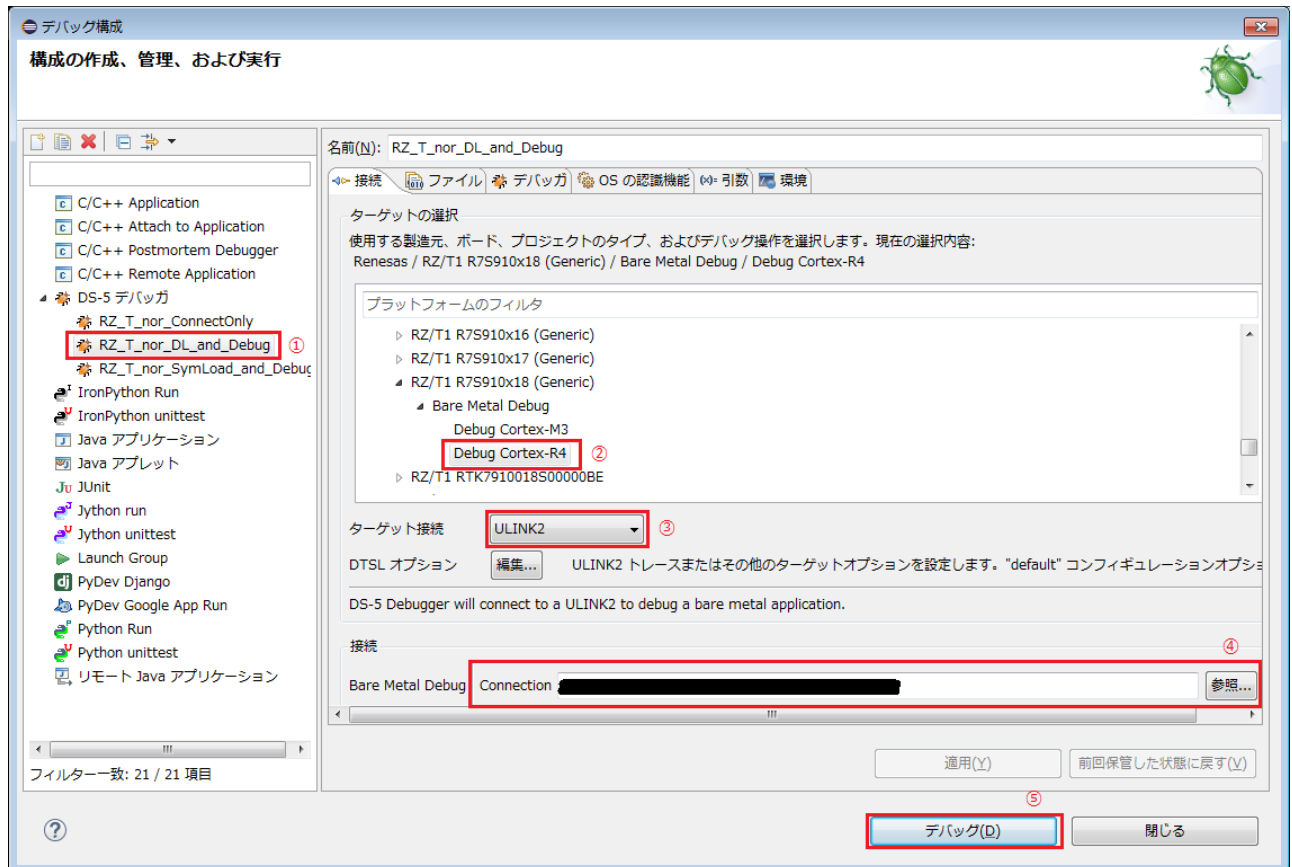 デバッグ構成
構成の作成、管理、および実行
C/C++ Application
C/C++ Attach to Application
C/C++ Postmortem Debugger
C/C++ Remote Application
DS-5 デバッガ
RZ_T_nor_ConnectOnly
RZ_T_nor_DL_and_Debug ①
RZ_T_nor_SymLoad_and_Debug
IronPython Run
IronPython unittest
Java アプリケーション
Java アプレット
JUnit
Jython run
Jython unittest
Launch Group
PyDev Django
PyDev Google App Run
Python Run
Python unittest
リモート Java アプリケーション
フィルター一致: 21 / 21 項目
名前(N): RZ_T_nor_DL_and_Debug
接続 ファイル デバッガ OS の認識機能 (x)= 引数 環境
ターゲットの選択
使用する製造元、ボード、プロジェクトのタイプ、およびデバッグ操作を選択します。現在の選択内容:
Renesas / RZ/T1 R7S910x18 (Generic) / Bare Metal Debug / Debug Cortex-R4
プラットフォームのフィルタ
RZ/T1 R7S910x16 (Generic)
RZ/T1 R7S910x17 (Generic)
RZ/T1 R7S910x18 (Generic)
Bare Metal Debug
Debug Cortex-M3
Debug Cortex-R4 ②
RZ/T1 RTK7910018S00000BE
ターゲット接続 ULINK2 ③
DTSL オプション 編集... ULINK2 トレースまたはその他のターゲットオプションを設定します。"default" コンフィギュレーションオプショ
DS-5 Debugger will connect to a ULINK2 to debug a bare metal application.
接続 ④
Bare Metal Debug Connection 参照...
適用(Y) 前回保管した状態に戻す(V)
⑤
デバッグ(D) 閉じる